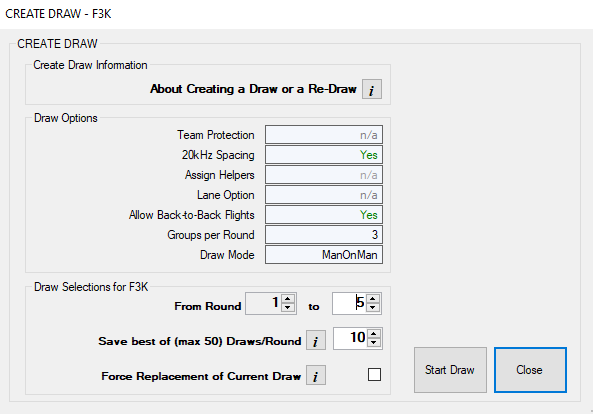 CREATE DRAW - F3K
CREATE DRAW
Create Draw Information
About Creating a Draw or a Re-Draw i
Draw Options
Team Protection n/a
20kHz Spacing Yes
Assign Helpers n/a
Lane Option n/a
Allow Back-to-Back Flights Yes
Groups per Round 3
Draw Mode ManOnMan
Draw Selections for F3K
From Round 1 to 5
Save best of (max 50) Draws/Round i 10
Force Replacement of Current Draw i
Start Draw Close